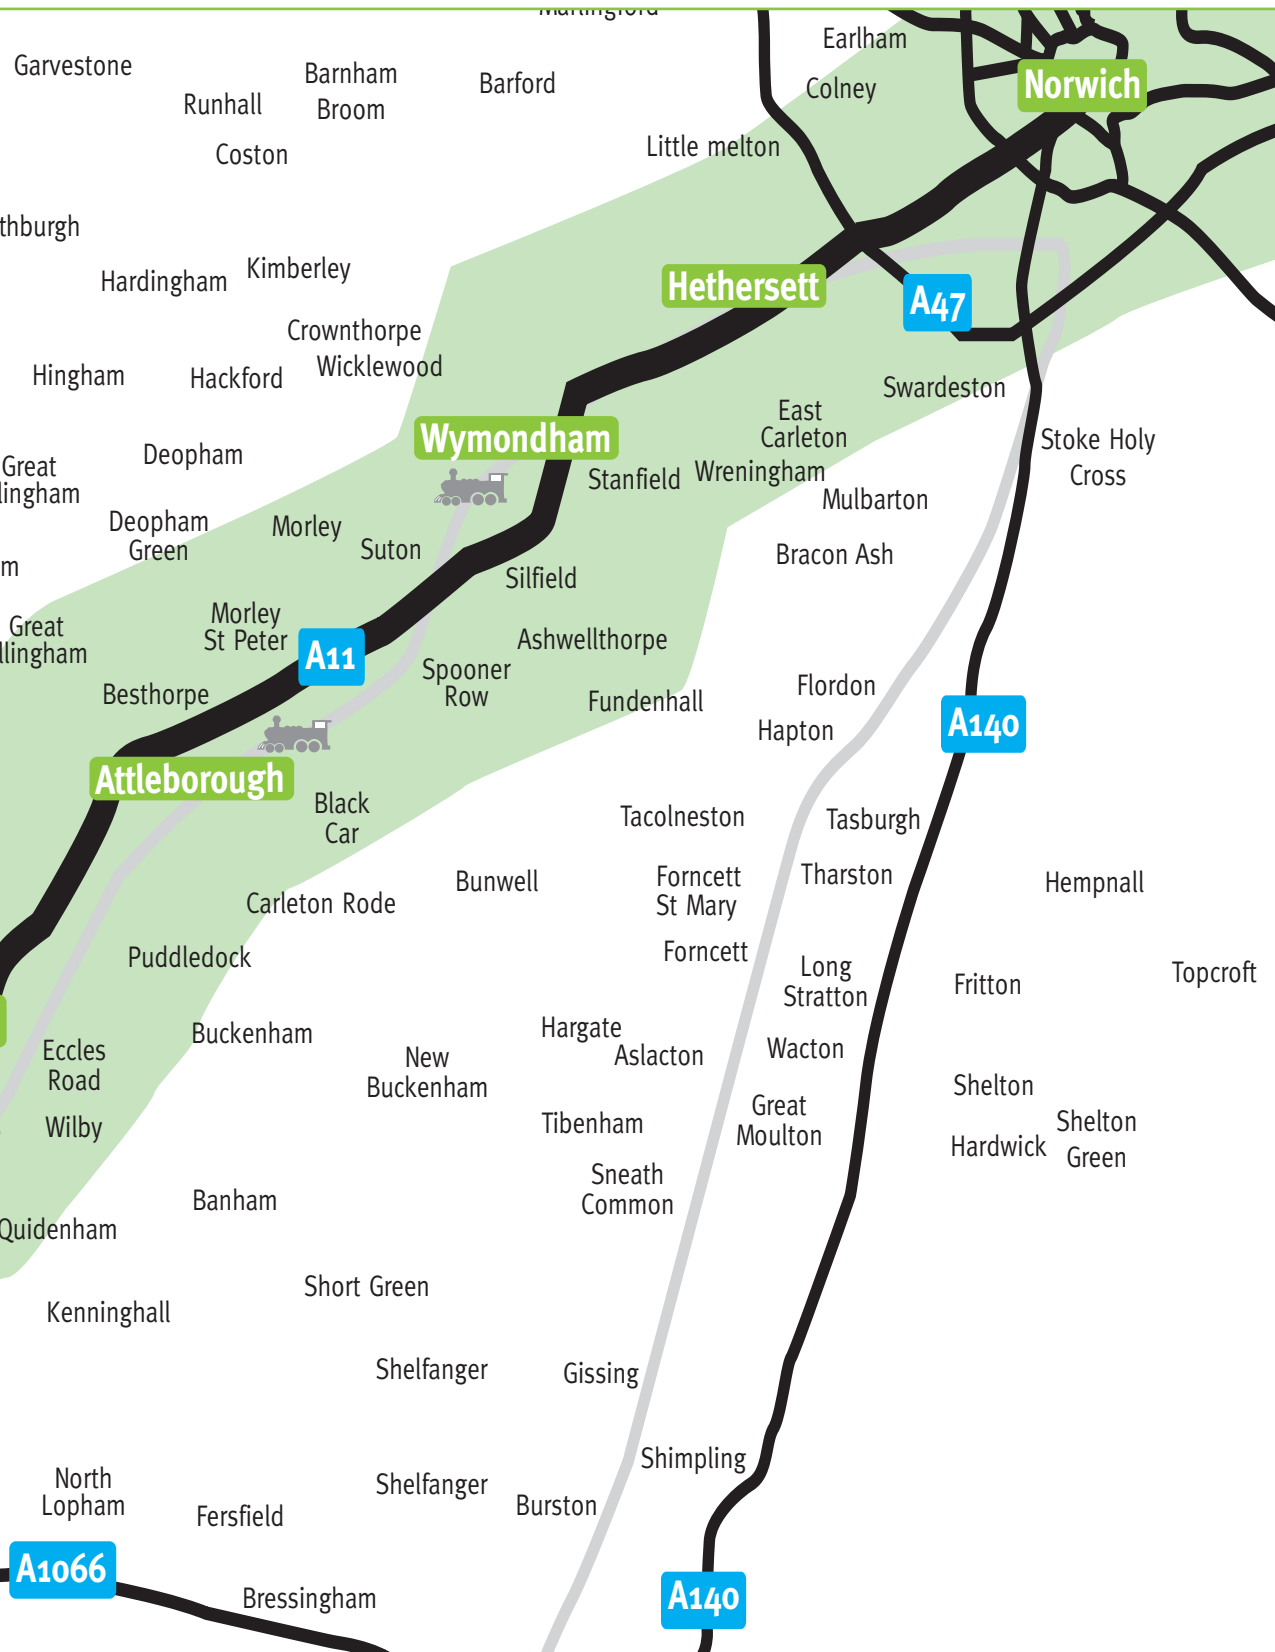 Earlham
Garvestone
Barnham
Broom
Barford
Colney
Norwich
Runhall
Coston
Little melton
thburgh
Hardingham
Kimberley
Hethersett
A47
Crownthorpe
Wicklewood
Hingham
Hackford
Swardeston
East
Carleton
Wymondham
Stoke Holy
Cross
Deopham
Great
lingham
Stanfield
Wreningham
Mulbarton
Deopham
Green
Morley
Suton
Bracon Ash
m
Silfield
Morley
St Peter
Great
llingham
Ashwellthorpe
A11
Spooner
Row
Besthorpe
Fundenhall
Flordon
Hapton
A140
Attleborough
Black
Car
Tacolneston
Tasburgh
Bunwell
Forncett
St Mary
Tharston
Hempnall
Carleton Rode
Puddledock
Forncett
Long
Stratton
Fritton
Topcroft
Buckenham
Hargate
Aslacton
Wacton
Eccles
Road
New
Buckenham
Shelton
Wilby
Tibenham
Great
Moulton
Shelton
Green
Hardwick
Sneath
Common
Banham
Quidenham
Short Green
Kenninghall
Shelfanger
Gissing
Shimpling
North
Lopham
Shelfanger
Burston
Fersfield
A1066
Bressingham
A140